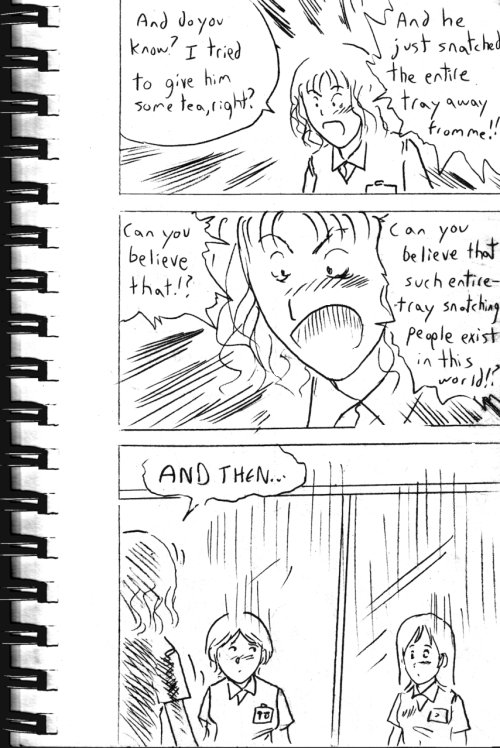 And do you
know? I tried
to give him
some tea, right?
And he
just snatched
the entire
tray away
from me!!
Can you
believe
that!!?
Can you
believe that
such entire-
tray snatching
people exist
in this
world!!?
AND THEN...